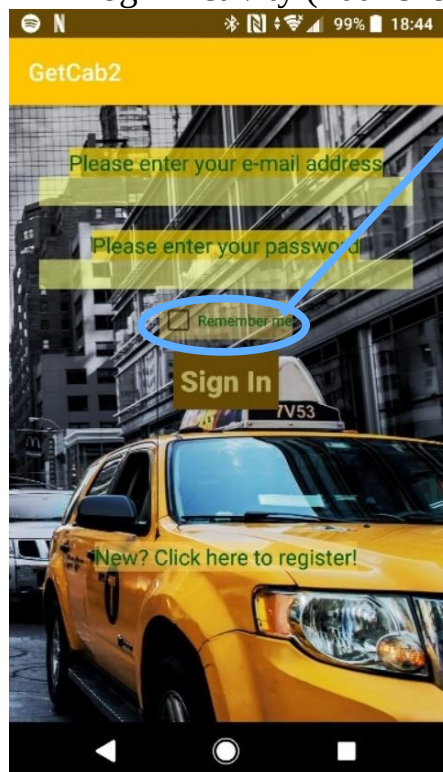 99% 18:44
GetCab2
Please enter your e-mail address
Please enter your password
Remember me
Sign In
7V53
New? Click here to register!